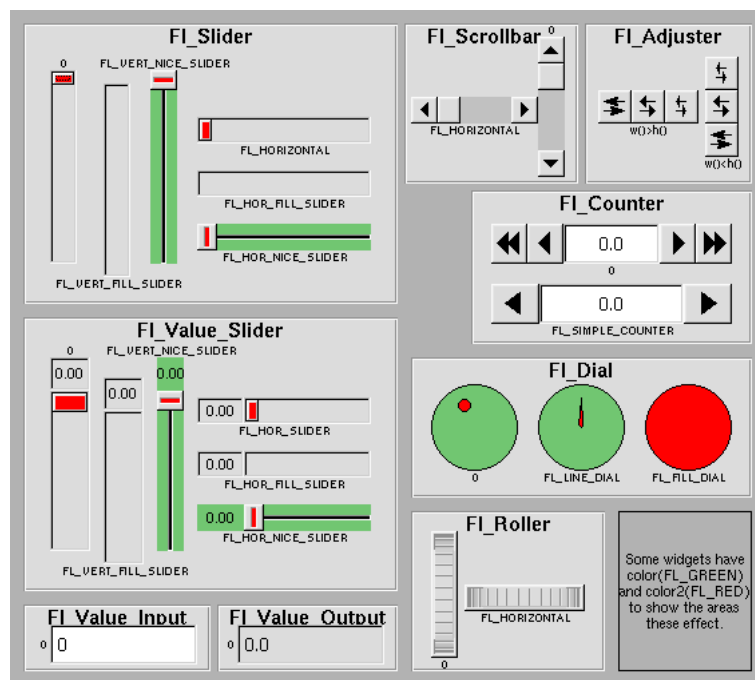 Fl_Slider
0
FL_VERT_NICE_SLIDER
FL_HORIZONTAL
FL_HOR_FILL_SLIDER
FL_HOR_NICE_SLIDER
FL_VERT_FILL_SLIDER
Fl_Scrollbar
0
FL_HORIZONTAL
Fl_Adjuster
w()>h()
w()<h()
Fl_Counter
0.0
0
0.0
FL_SIMPLE_COUNTER
Fl_Value_Slider
0
FL_VERT_NICE_SLIDER
0.00
0.00
0.00
0.00
FL_HOR_SLIDER
0.00
FL_HOR_FILL_SLIDER
0.00
FL_HOR_NICE_SLIDER
FL_VERT_FILL_SLIDER
Fl_Dial
0
FL_LINE_DIAL
FL_FILL_DIAL
Fl_Roller
FL_HORIZONTAL
0
Some widgets have
color(FL_GREEN)
and color2(FL_RED)
to show the areas
these effect.
Fl_Value_Input
0
0
Fl_Value_Output
0
0.0